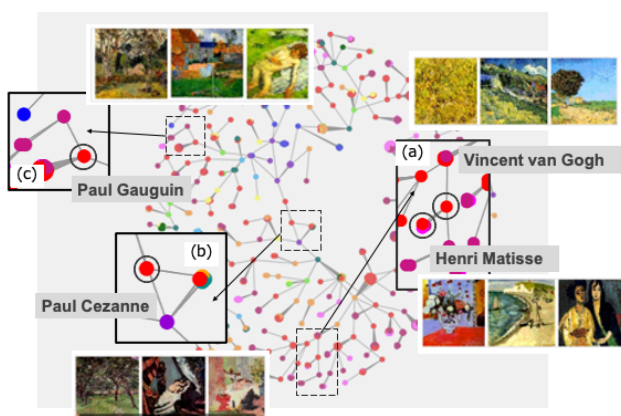 (a)
Vincent van Gogh
(c)
Paul Gauguin
(b)
Henri Matisse
Paul Cezanne